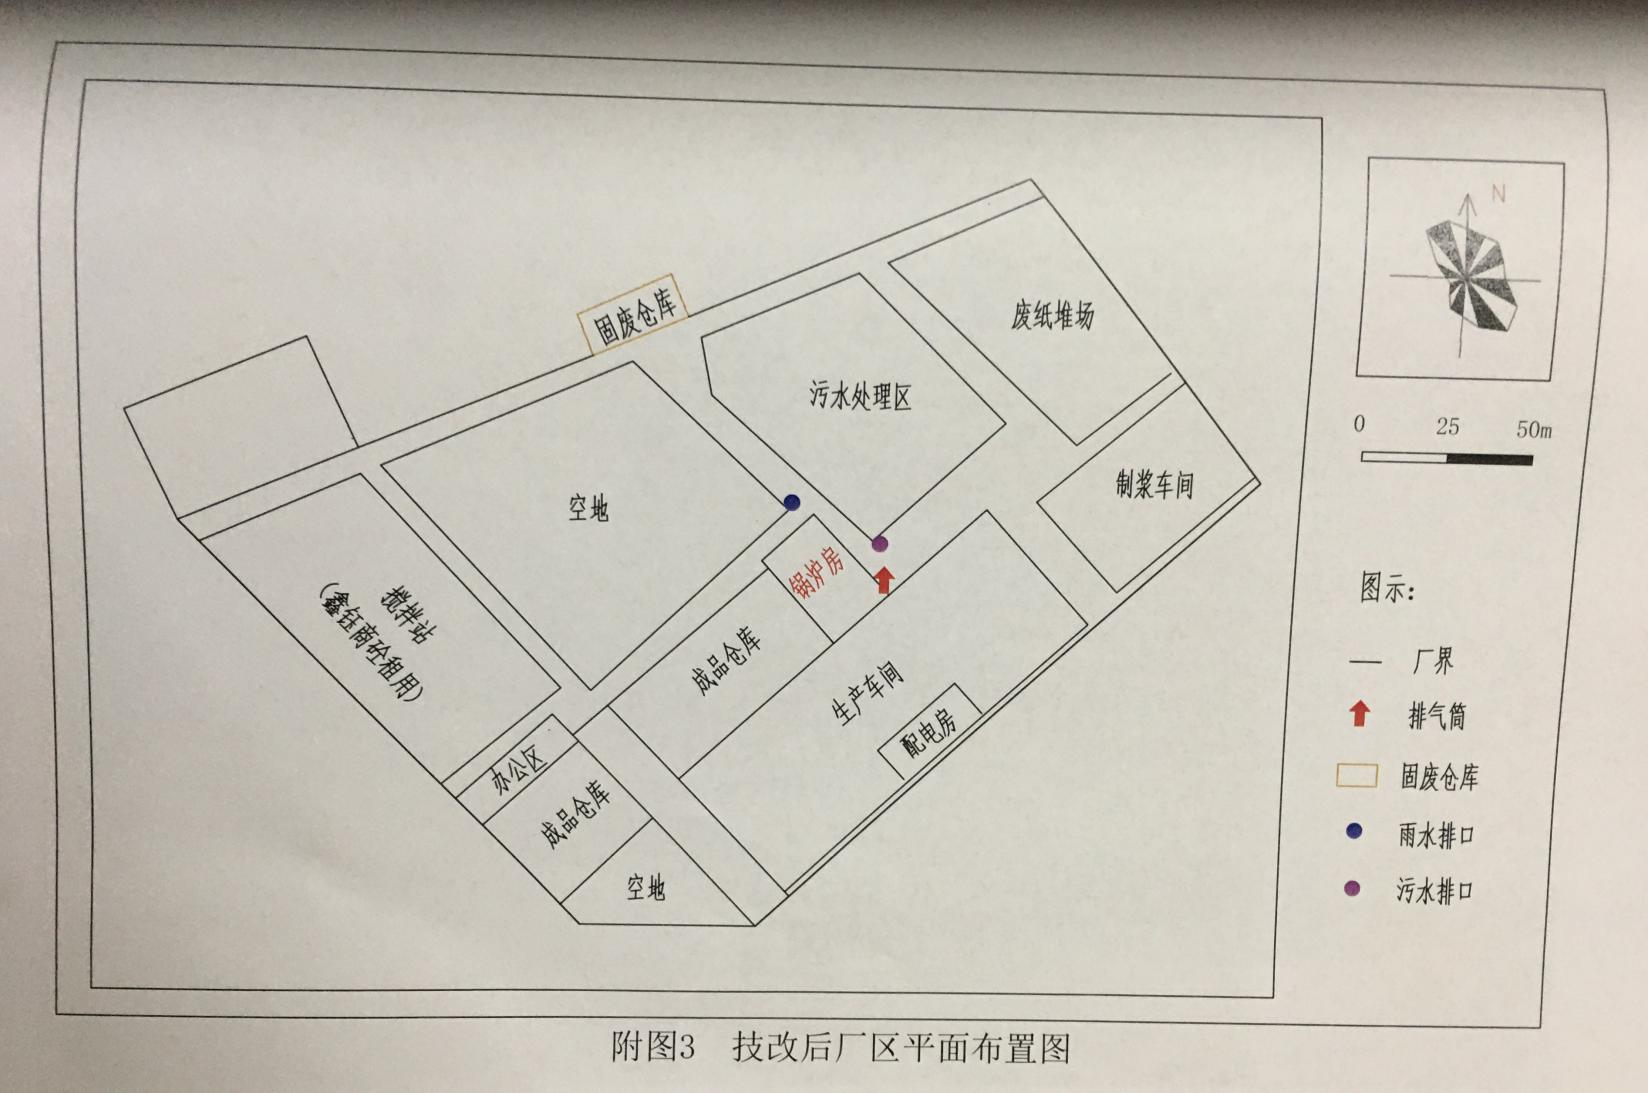 N
固废仓库
废纸堆场
污水处理区
0 25 50m
制浆车间
空地
锅炉房
图示：
搅拌站
（鑫钰商砼租用）
成品仓库
厂界
生产车间
排气筒
配电房
办公区
固废仓库
成品仓库
雨水排口
空地
污水排口
附图3 技改后厂区平面布置图